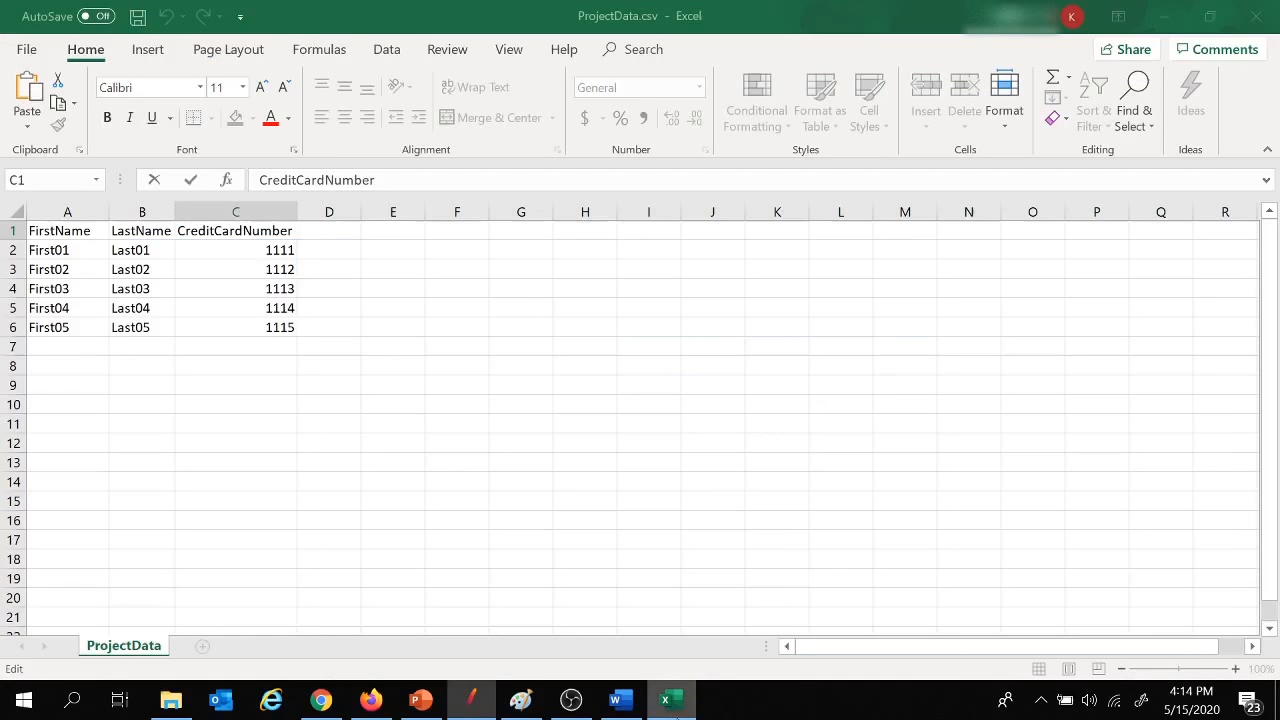 AutoSave Off
ProjectData.csv - Excel
K
File Home Insert Page Layout Formulas Data Review View Help Search Share Comments
Paste
Clipboard
Calibri 11
B I U A
Font
ab Wrap Text
Merge & Center
Alignment
General
$ % ,
Number
Conditional Formatting
Format as Table
Cell Styles
Styles
Insert
Delete
Format
Cells
Sort & Filter
Find & Select
Editing
Ideas
Ideas
C1 fx CreditCardNumber
A B C D E F G H I J K L M N O P Q R
1 FirstName LastName CreditCardNumber
2 First01 Last01 1111
3 First02 Last02 1112
4 First03 Last03 1113
5 First04 Last04 1114
6 First05 Last05 1115
7
8
9
10
11
12
13
14
15
16
17
18
19
20
21
ProjectData
Edit
100%
4:14 PM
5/15/2020
23